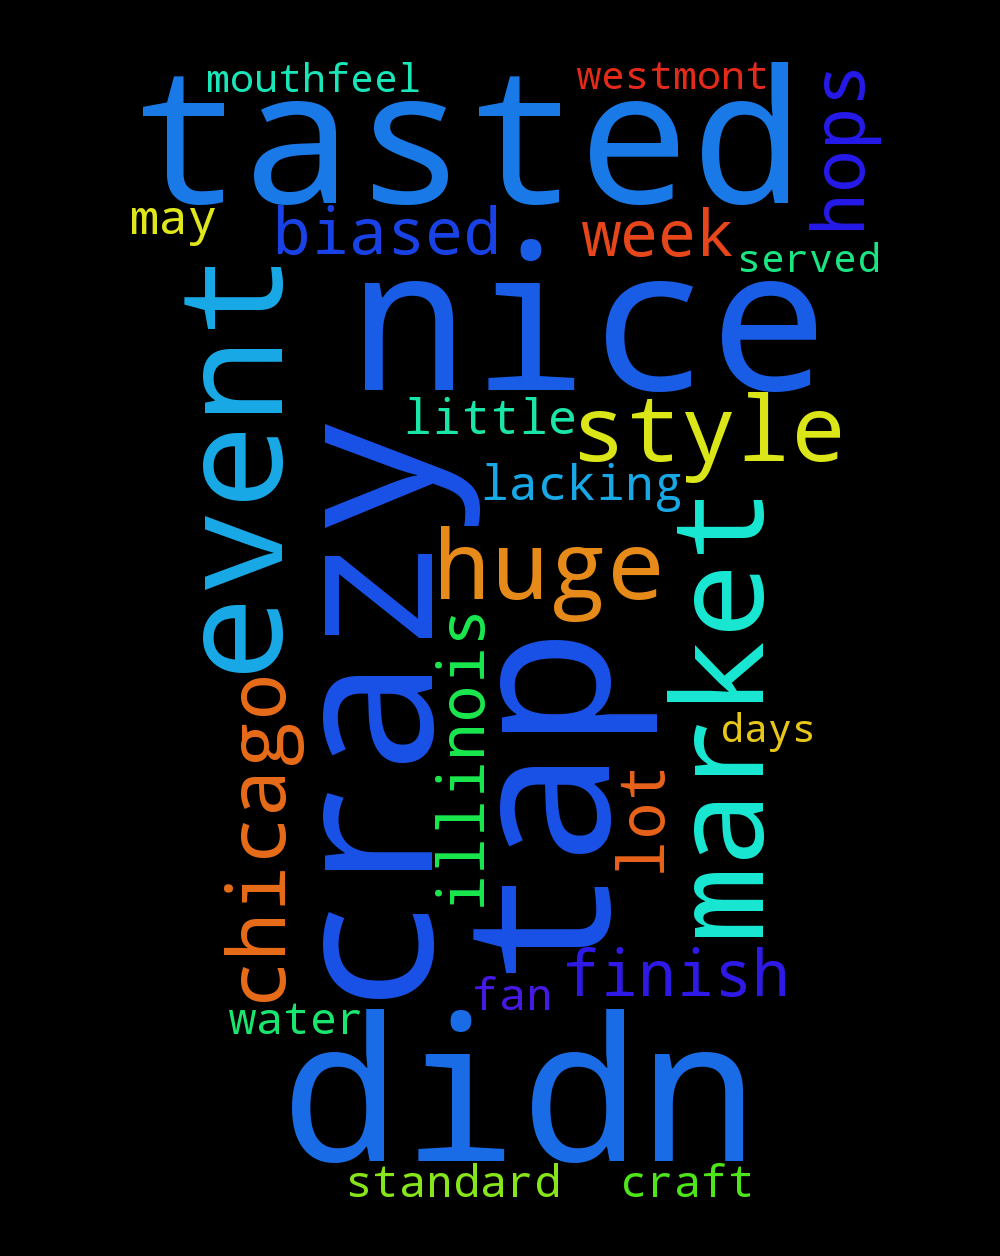 mouthfeel
westmont
tasted
hops
may
biased
week
served
nice
event
little
style
lacking
crazy
huge
market
illinois
tap
chicago
days
lot
finish
fan
water
didn
standard
craft